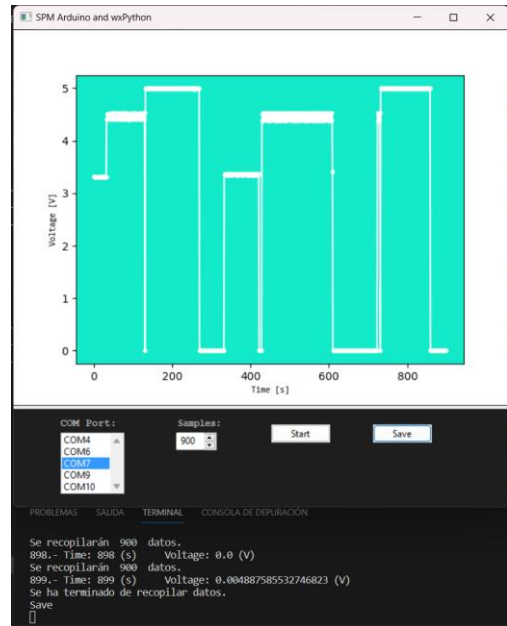 SPM Arduino and wxPython
5
4
3
2
1
0
Voltage [V]
0 200 400 600 800
Time [s]
COM Port: Samples:
COM4
COM6
COM7
COM9
COM10
900
Start
Save
PROBLEMAS SALIDA TERMINAL CONSOLA DE DEPURACIÓN
Se recopilarán 900 datos.
898.- Time: 898 (s) Voltage: 0.0 (V)
Se recopilarán 900 datos.
899.- Time: 899 (s) Voltage: 0.004887585532746823 (V)
Se ha terminado de recopilar datos.
Save